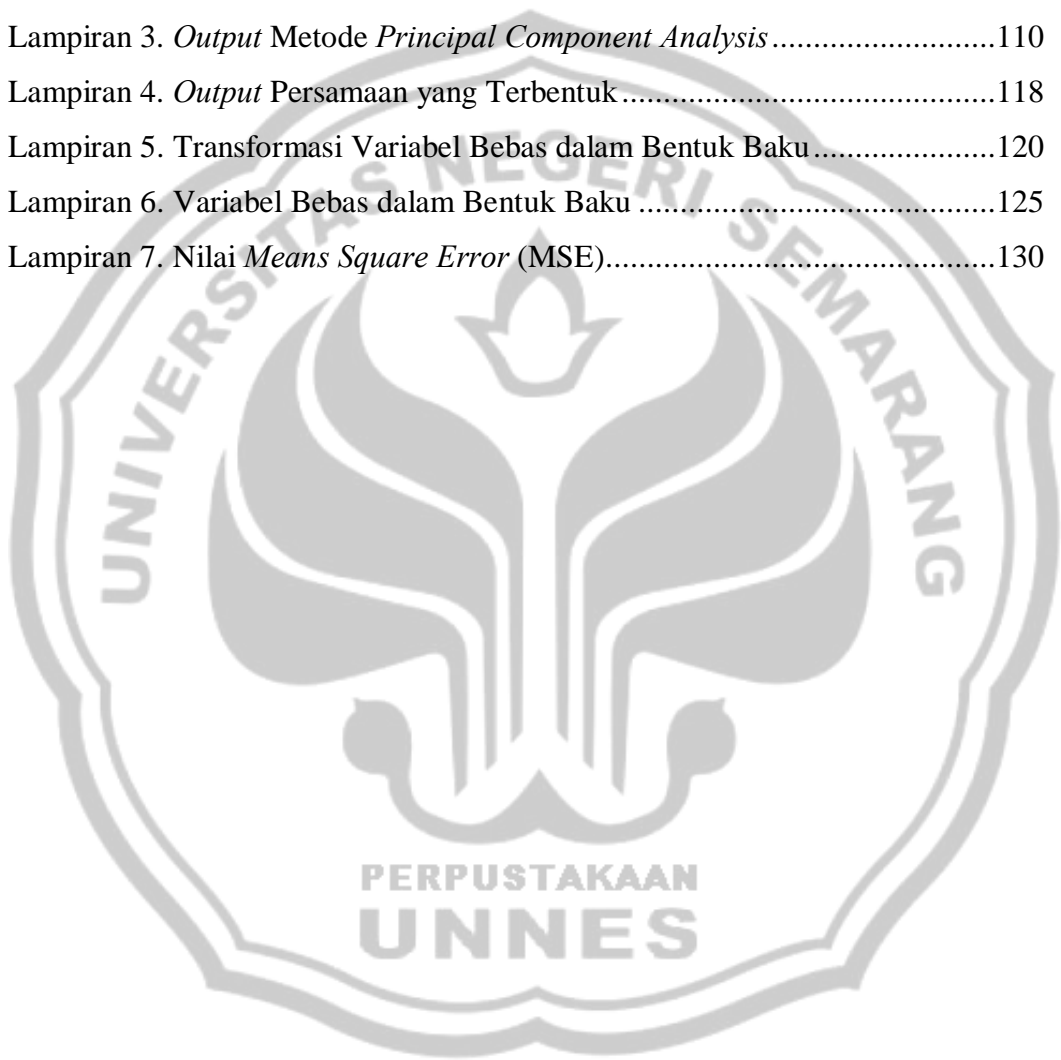 Lampiran 3. Output Metode Principal Component Analysis..........................110
Lampiran 4. Output Persamaan yang Terbentuk............................................118
Lampiran 5. Transformasi Variabel Bebas dalam Bentuk Baku......................120
Lampiran 6. Variabel Bebas dalam Bentuk Baku ..........................................125
Lampiran 7. Nilai Means Square Error (MSE)..............................................130
UNIVERSITAS NEGERI SEMARANG
PERPUSTAKAAN
UNNES